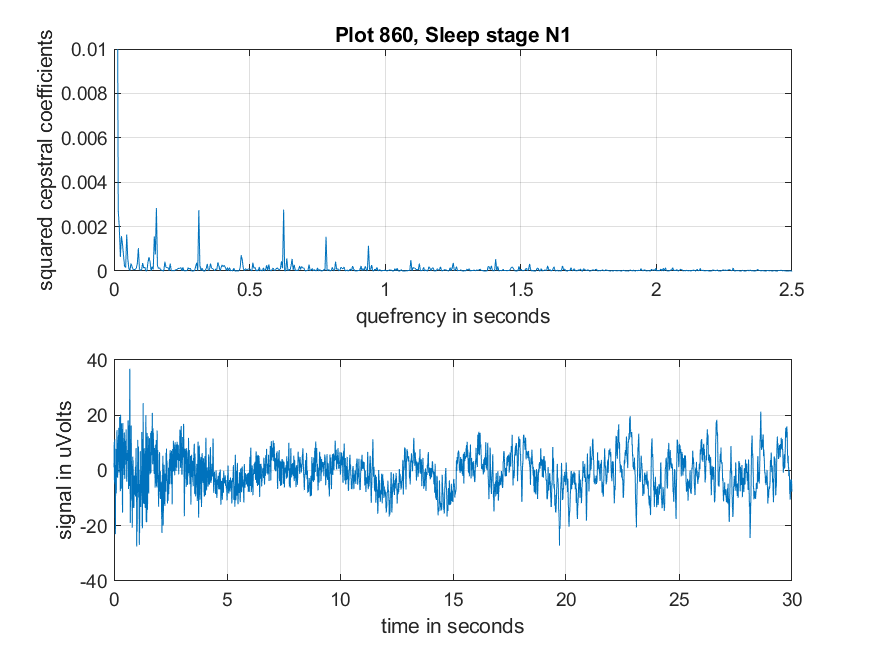 Plot 860, Sleep stage N1
squared cepstral coefficients
0.01
0.008
0.006
0.004
0.002
0
0 0.5 1 1.5 2 2.5
quefrency in seconds
signal in uVolts
40
20
0
-20
-40
0 5 10 15 20 25 30
time in seconds